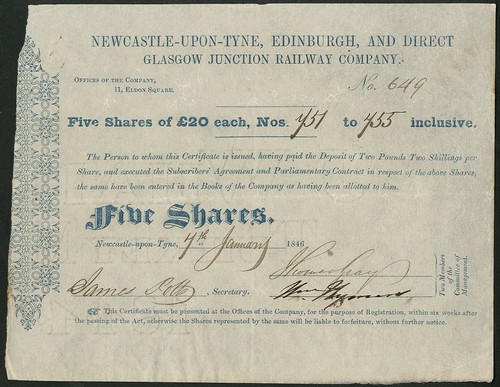 NEWCASTLE-UPON-TYNE, EDINBURGH, AND DIRECT
GLASGOW JUNCTION RAILWAY COMPANY.
OFFICES OF THE COMPANY,
11, ELDON SQUARE.
No. 649
Five Shares of £20 each, Nos. 751 to 755 inclusive.
The Person to whom this Certificate is issued, having paid the Deposit of Two Pounds Two Shillings per
Share, and executed the Subscribers' Agreement and Parliamentary Contract in respect of the above Shares,
the same have been entered in the Books of the Company as having been allotted to him.
Five Shares.
Newcastle-upon-Tyne, 7th January 1846
James Secretary.
Two Members
of the
Committee of
Management.
This Certificate must be presented at the Offices of the Company, for the purpose of Registration, within six weeks after
the passing of the Act, otherwise the Shares represented by the same will be liable to forfeiture, without further notice.